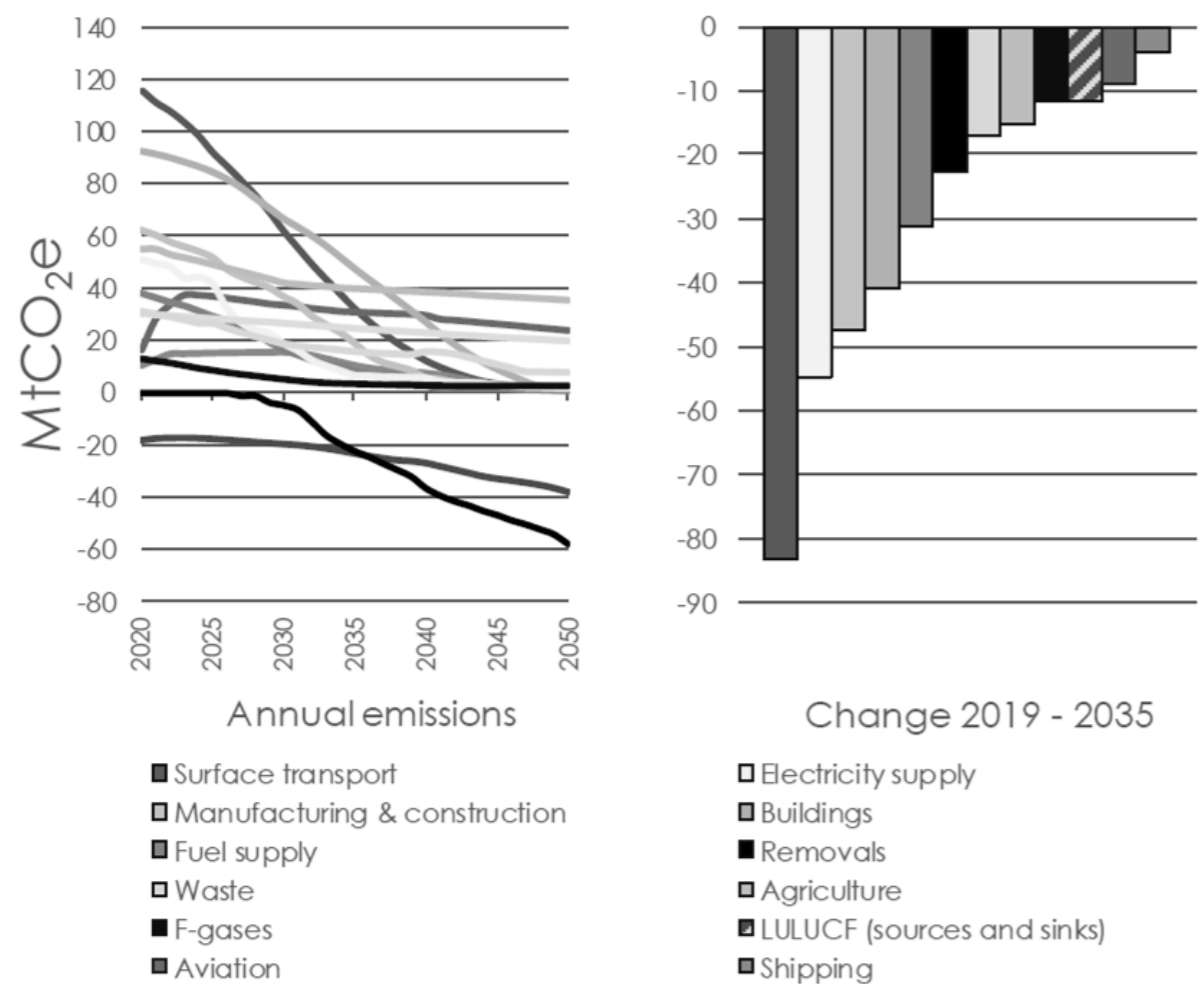 MtCO2e
140
120
100
80
60
40
20
0
-20
-40
-60
-80
2020
2025
2030
2035
2040
2045
2050
Annual emissions
Surface transport
Manufacturing & construction
Fuel supply
Waste
F-gases
Aviation
0
-10
-20
-30
-40
-50
-60
-70
-80
-90
Change 2019 - 2035
Electricity supply
Buildings
Removals
Agriculture
LULUCF (sources and sinks)
Shipping